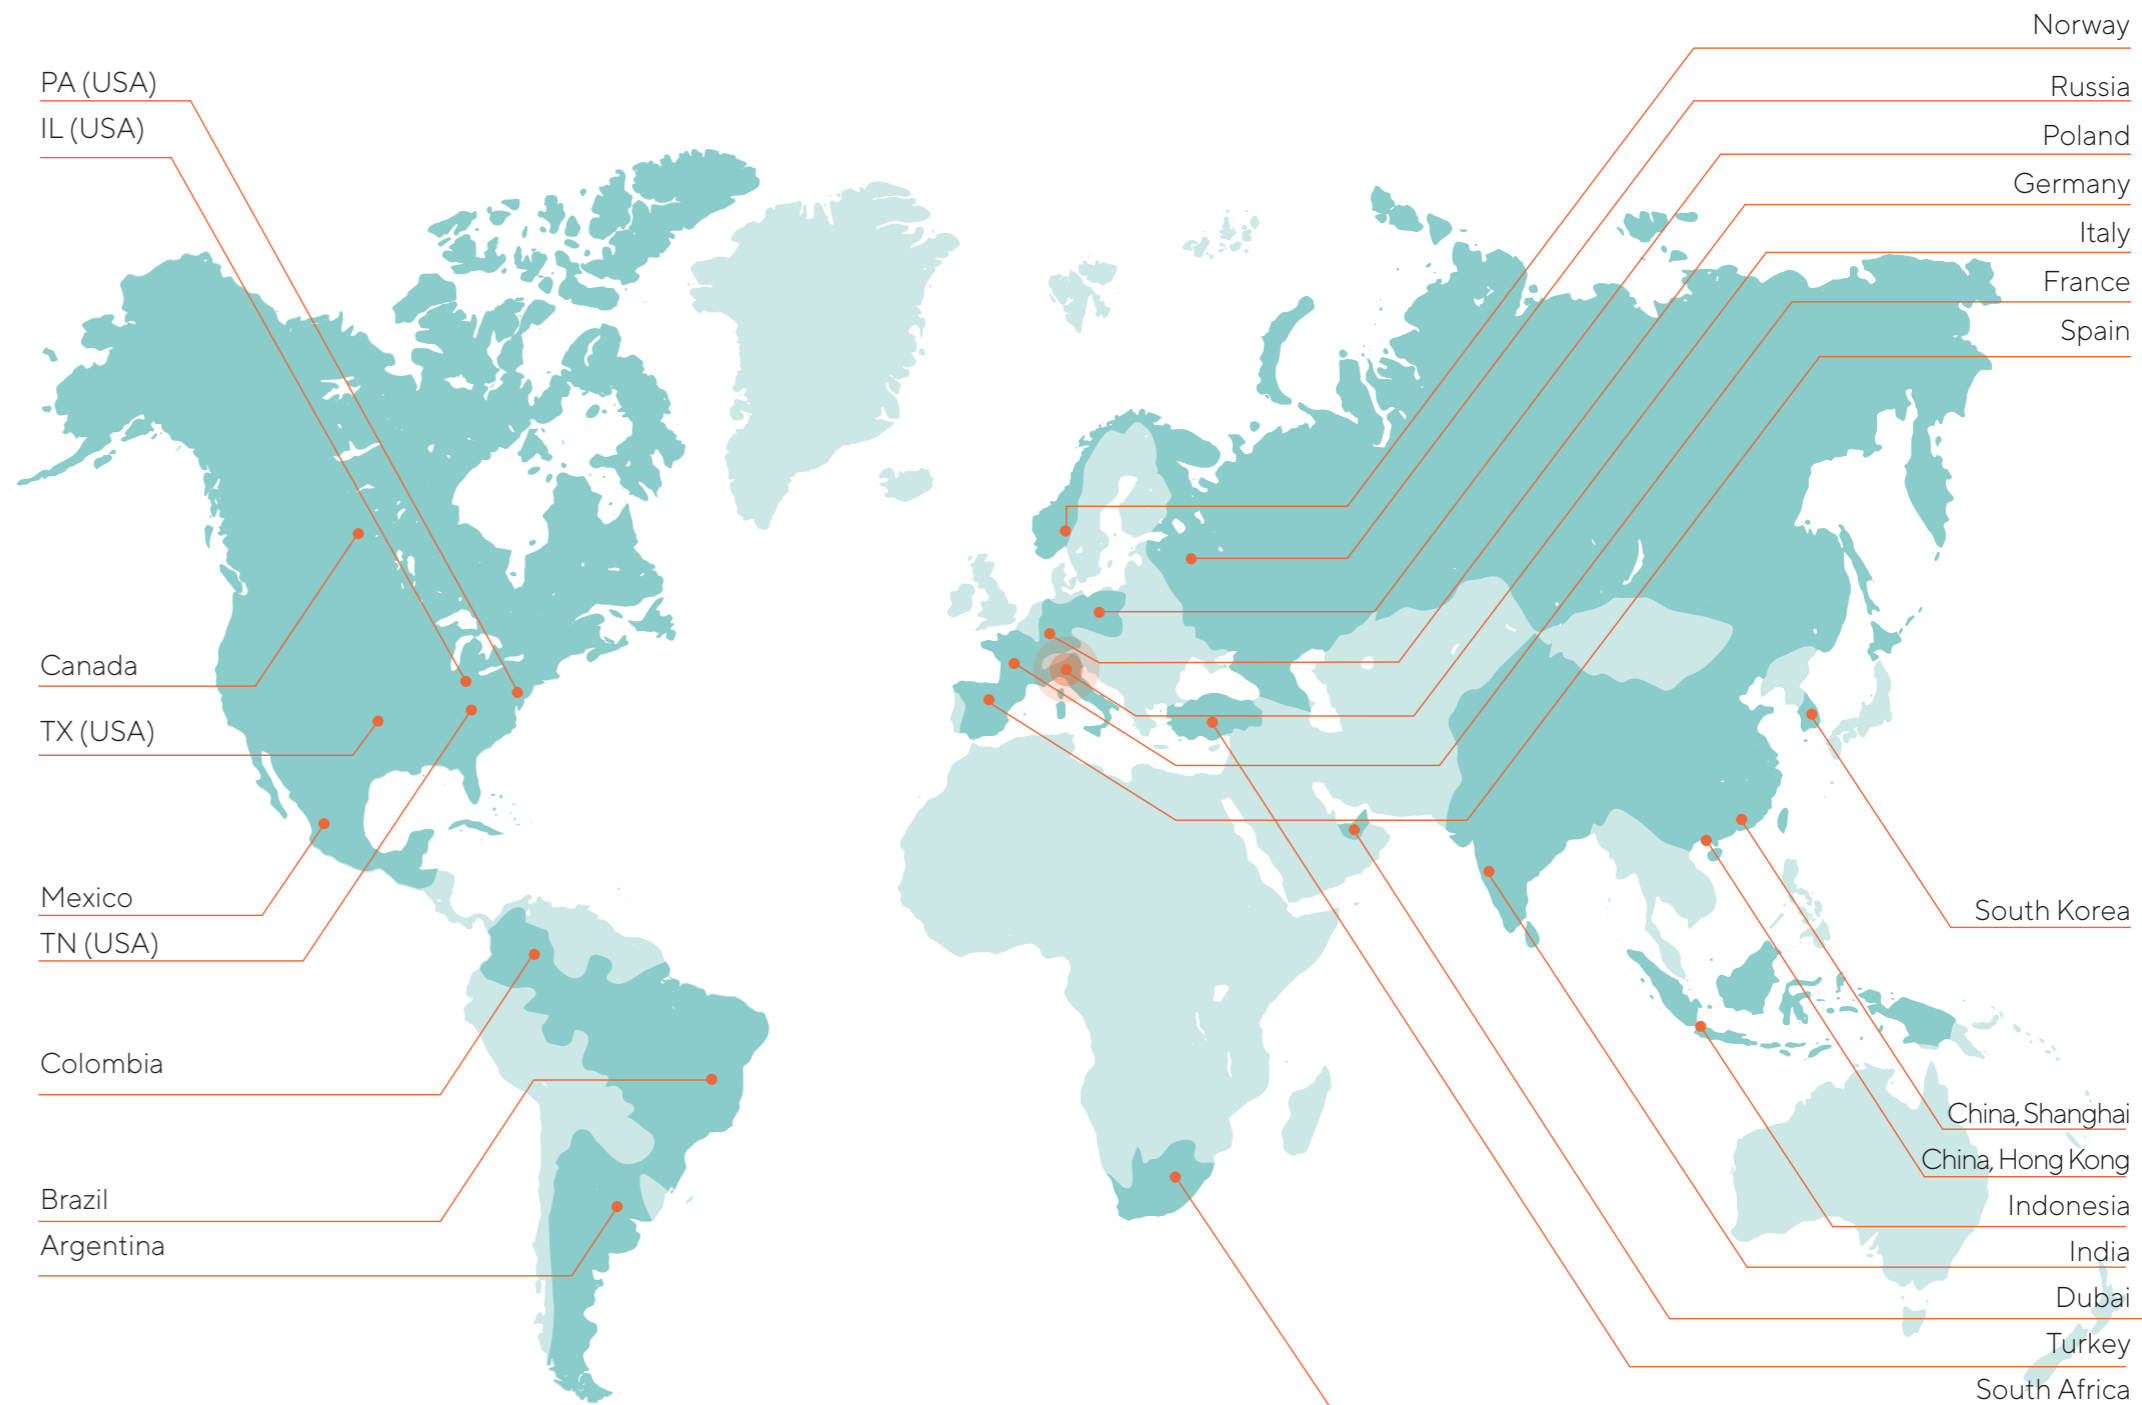 PA (USA)
IL (USA)
Canada
TX (USA)
Mexico
TN (USA)
Colombia
Brazil
Argentina
Norway
Russia
Poland
Germany
Italy
France
Spain
South Korea
China, Shanghai
China, Hong Kong
Indonesia
India
Dubai
Turkey
South Africa